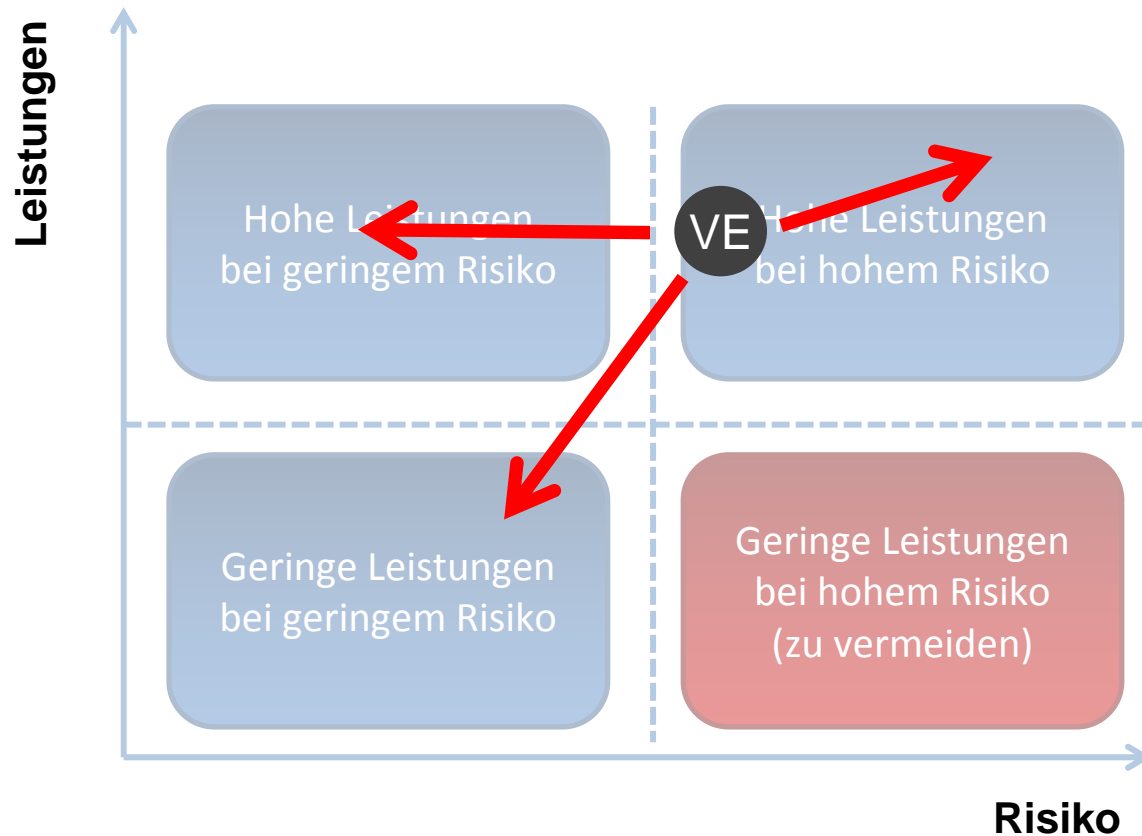 Leistungen
Hohe Leistungen
bei geringem Risiko
VE
Hohe Leistungen
bei hohem Risiko
Geringe Leistungen
bei geringem Risiko
Geringe Leistungen
bei hohem Risiko
(zu vermeiden)
Risiko